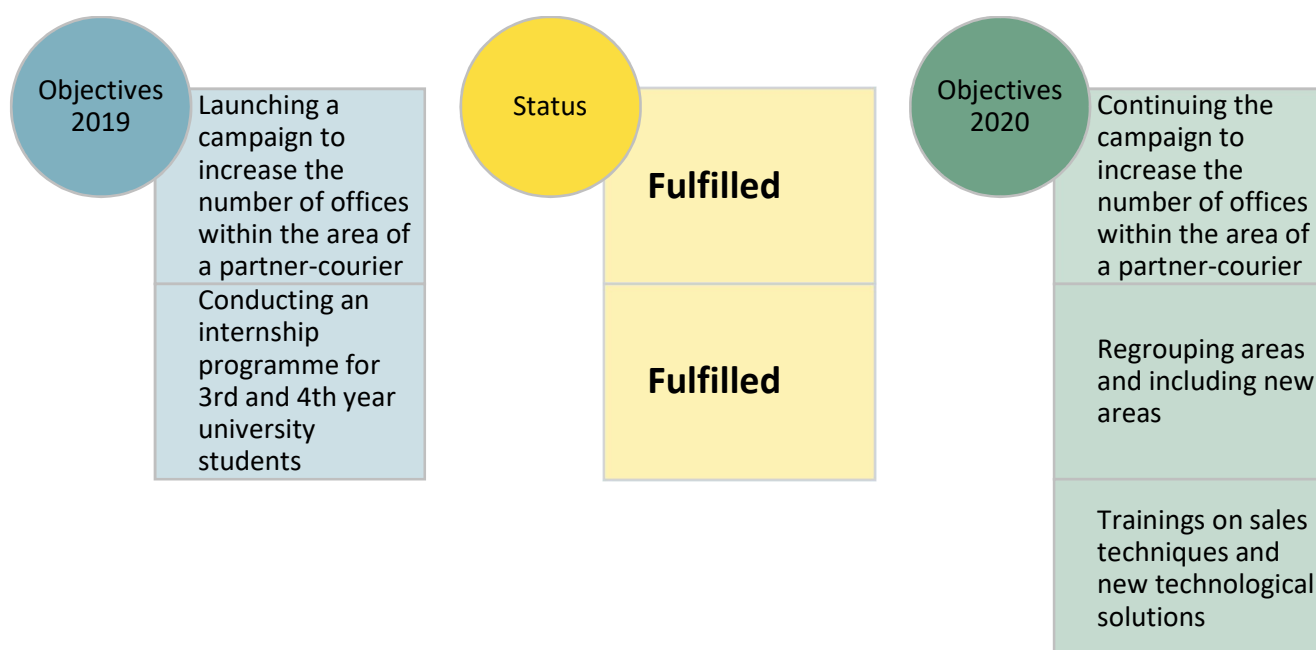 Objectives
2019
Launching a
campaign to
increase the
number of offices
within the area of
a partner-courier
Conducting an
internship
programme for
3rd and 4th year
university
students
Status
Fulfilled
Fulfilled
Objectives
2020
Continuing the
campaign to
increase the
number of offices
within the area of
a partner-courier
Regrouping areas
and including new
areas
Trainings on sales
techniques and
new technological
solutions